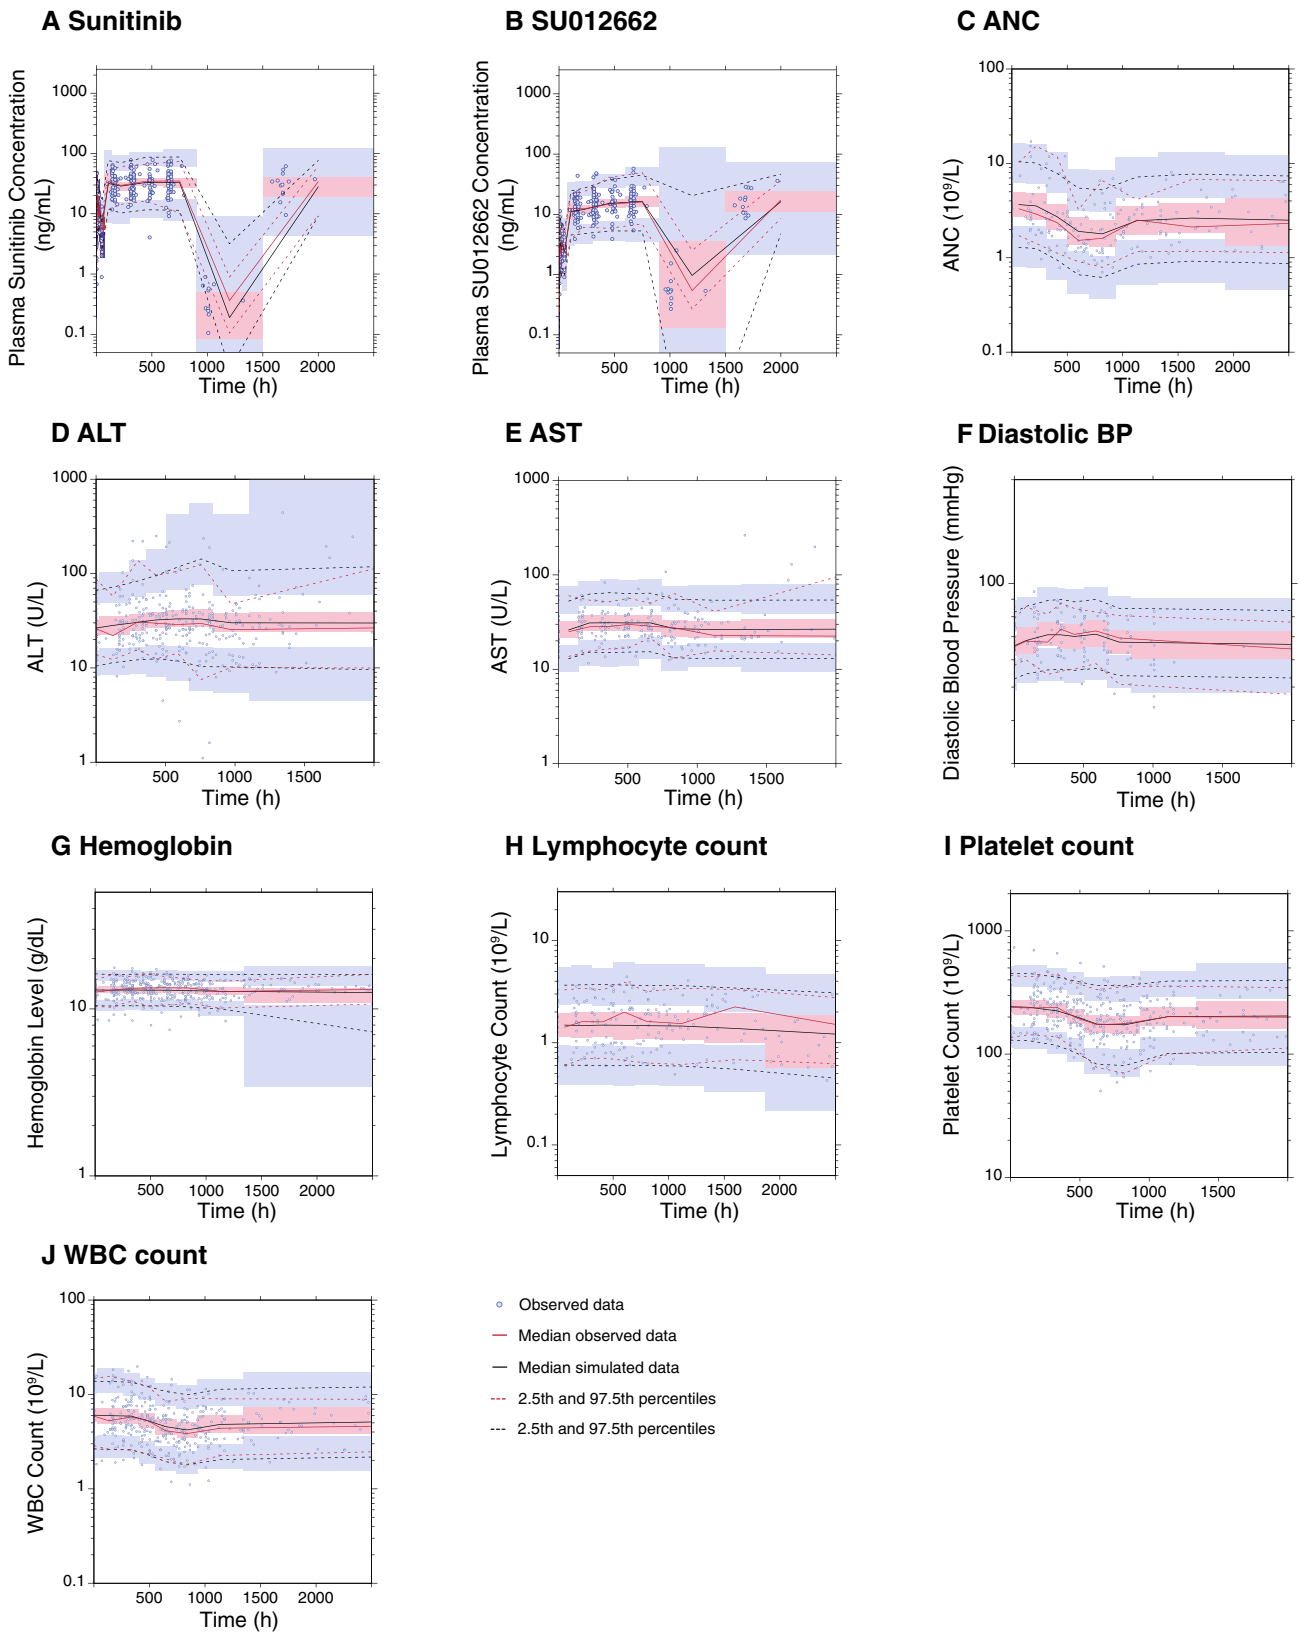 A Sunitinib
Plasma Sunitinib Concentration
(ng/mL)
1000
100
10
1
0.1
500 1000 1500 2000
Time (h)
B SU012662
Plasma SU012662 Concentration
(ng/mL)
1000
100
10
1
0.1
500 1000 1500 2000
Time (h)
C ANC
ANC (10⁹/L)
100
10
1
0.1
500 1000 1500 2000
Time (h)
D ALT
ALT (U/L)
1000
100
10
1
500 1000 1500
Time (h)
E AST
AST (U/L)
1000
100
10
1
500 1000 1500
Time (h)
F Diastolic BP
Diastolic Blood Pressure (mmHg)
100
500 1000 1500
Time (h)
G Hemoglobin
Hemoglobin Level (g/dL)
10
1
500 1000 1500 2000
Time (h)
H Lymphocyte count
Lymphocyte Count (10⁹/L)
10
1
0.1
500 1000 1500 2000
Time (h)
I Platelet count
Platelet Count (10⁹/L)
1000
100
10
500 1000 1500
Time (h)
J WBC count
WBC Count (10⁹/L)
100
10
1
0.1
500 1000 1500 2000
Time (h)
Observed data
Median observed data
Median simulated data
2.5th and 97.5th percentiles
2.5th and 97.5th percentiles